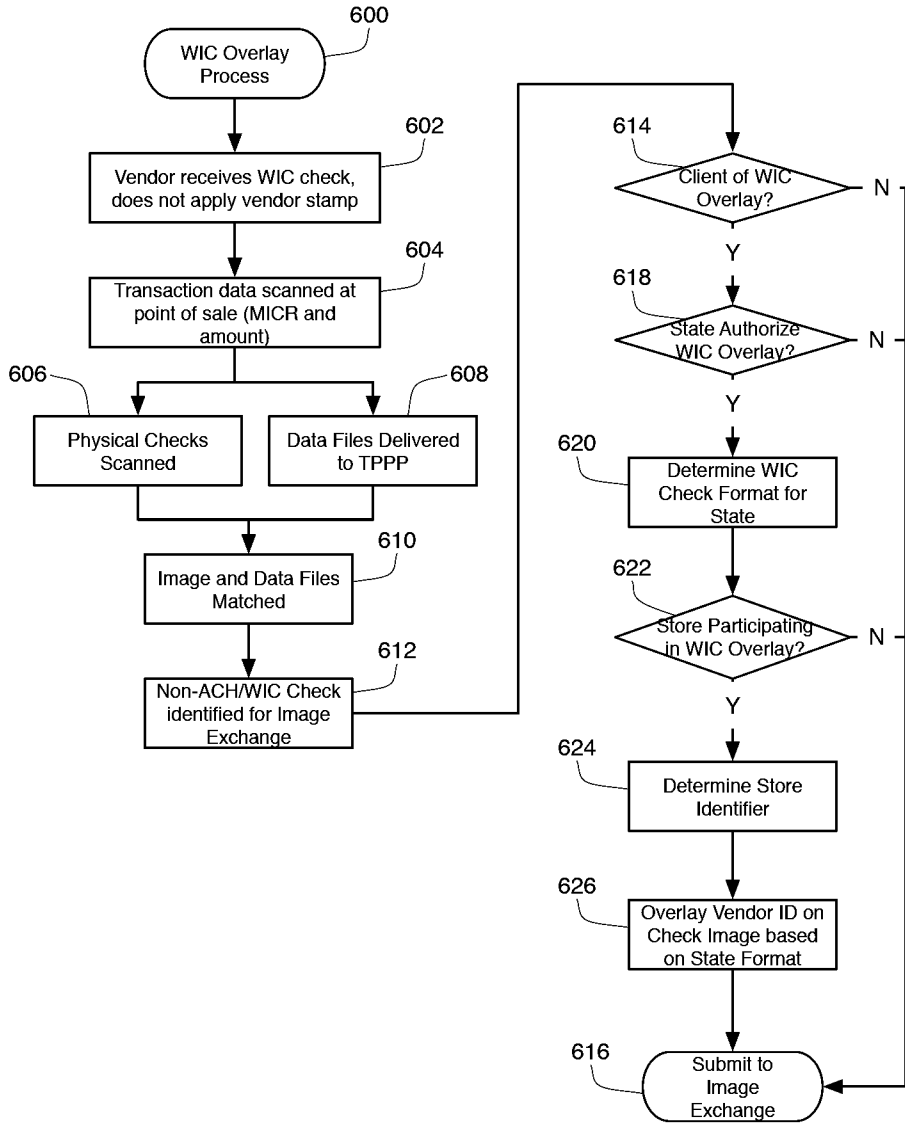 600
WIC Overlay
Process
602
Vendor receives WIC check,
does not apply vendor stamp
604
Transaction data scanned at
point of sale (MICR and
amount)
606
Physical Checks
Scanned
608
Data Files Delivered
to TPPP
610
Image and Data Files
Matched
612
Non-ACH/WIC Check
identified for Image
Exchange
614
Client of WIC
Overlay?
N
Y
618
State Authorize
WIC Overlay?
N
Y
620
Determine WIC
Check Format for
State
622
Store Participating
in WIC Overlay?
N
Y
624
Determine Store
Identifier
626
Overlay Vendor ID on
Check Image based
on State Format
616
Submit to
Image
Exchange